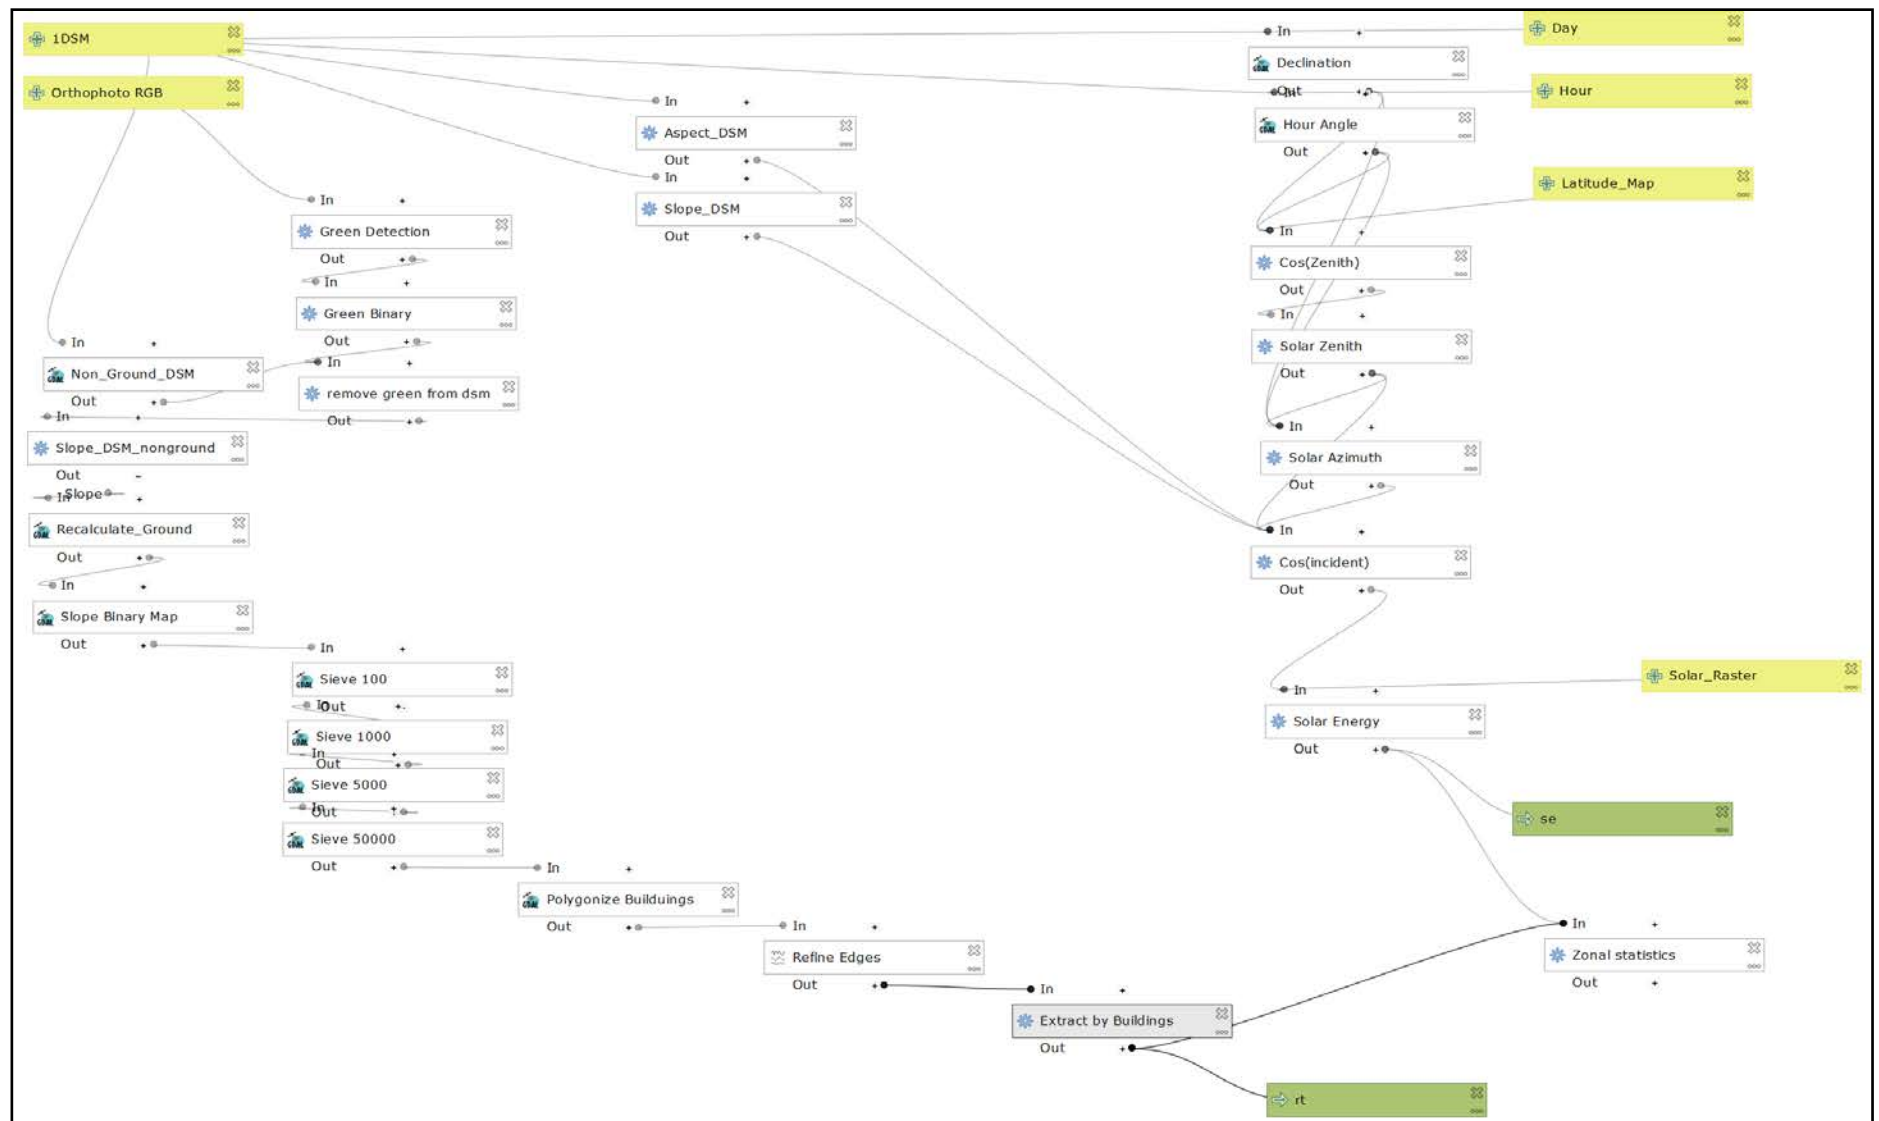 1DSM
Orthophoto RGB
In
Aspect_DSM
Out
In
Slope_DSM
Out
In
Green Detection
Out
In
Green Binary
Out
In
remove green from dsm
Out
In
Non_Ground_DSM
Out
In
Slope_DSM_nonground
Out
Slope
In
Recalculate_Ground
Out
In
Slope Binary Map
Out
In
Sieve 100
Out
In
Sieve 1000
Out
In
Sieve 5000
Out
In
Sieve 50000
Out
In
Polygonize Builduings
Out
In
Refine Edges
Out
In
Extract by Buildings
Out
rt
In
Declination
Out
In
Hour Angle
Out
In
Cos(Zenith)
Out
In
Solar Zenith
Out
In
Solar Azimuth
Out
In
Cos(incident)
Out
In
Solar Energy
Out
Day
Hour
Latitude_Map
Solar_Raster
se
In
Zonal statistics
Out